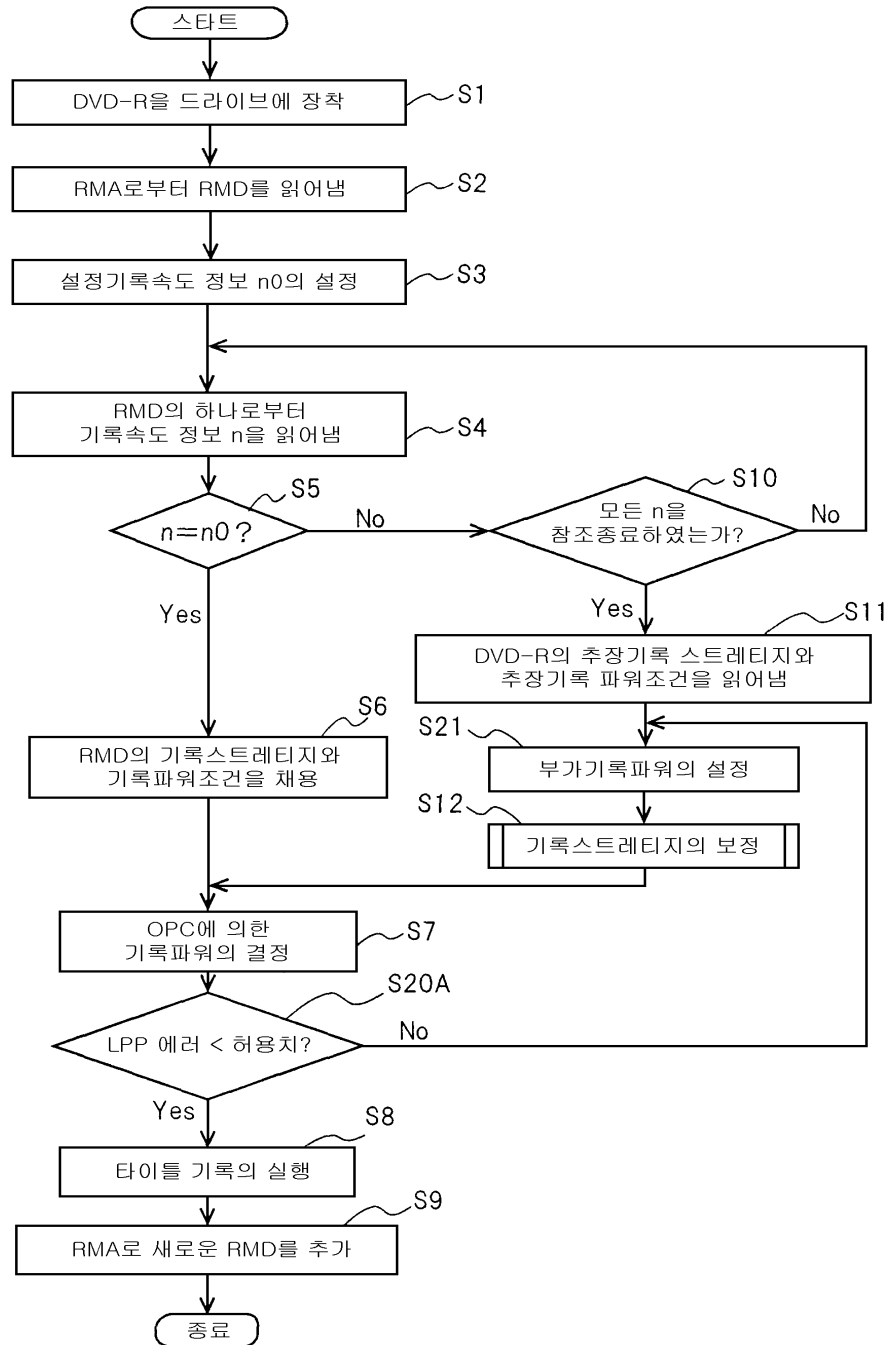 스타트
DVD-R을 드라이브에 장착
S1
RMA로부터 RMD를 읽어냄
S2
설정기록속도 정보 n0의 설정
S3
RMD의 하나로부터
기록속도 정보 n을 읽어냄
S4
n=n0?
S5
No
Yes
모든 n을
참조종료하였는가?
S10
No
Yes
DVD-R의 추장기록 스트레티지와
추장기록 파워조건을 읽어냄
S11
RMD의 기록스트레티지와
기록파워조건을 채용
S6
S21
부가기록파워의 설정
S12
기록스트레티지의 보정
OPC에 의한
기록파워의 결정
S7
LPP 에러 < 허용치?
S20A
No
Yes
타이틀 기록의 실행
S8
RMA로 새로운 RMD를 추가
S9
종료